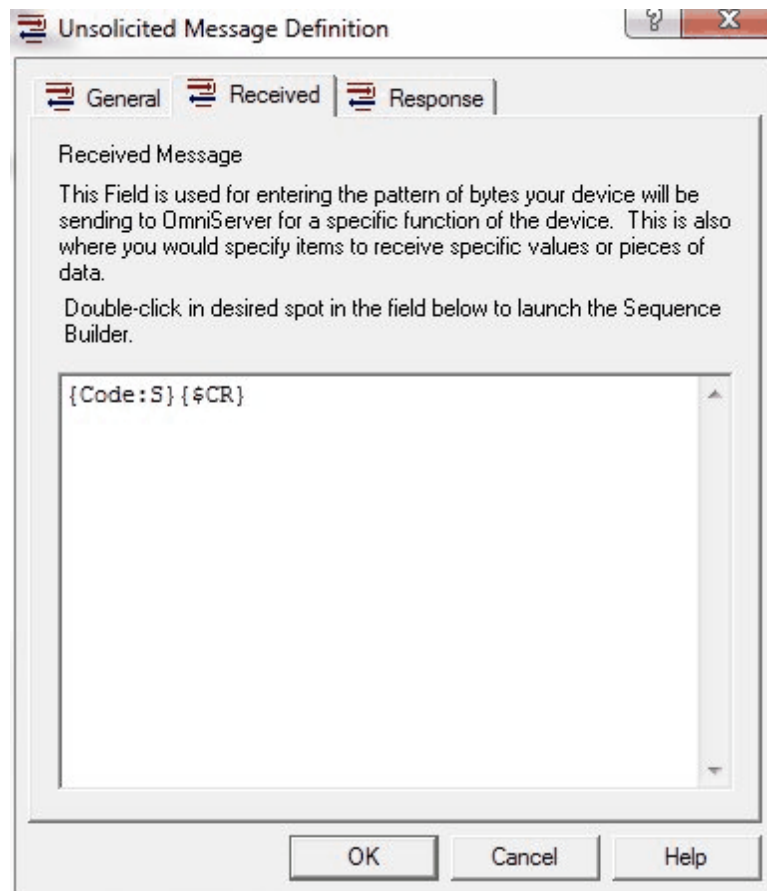 Unsolicited Message Definition
General
Received
Response
Received Message
This Field is used for entering the pattern of bytes your device will be
sending to OmniServer for a specific function of the device.  This is also
where you would specify items to receive specific values or pieces of
data.
Double-click in desired spot in the field below to launch the Sequence
Builder.
{Code:S}{$CR}
OK
Cancel
Help